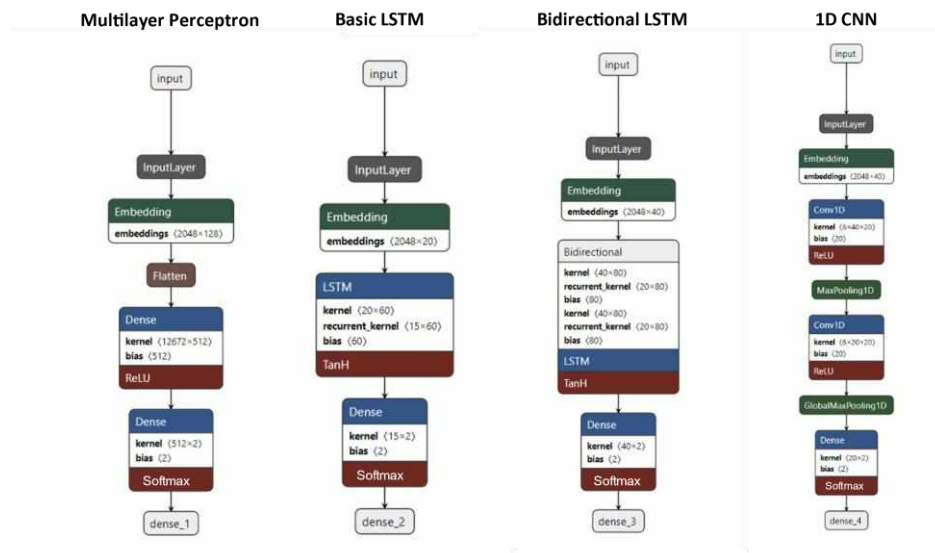 Multilayer Perceptron
input
InputLayer
Embedding
embeddings ⟨2048×128⟩
Flatten
Dense
kernel ⟨12672×512⟩
bias ⟨512⟩
ReLU
Dense
kernel ⟨512×2⟩
bias ⟨2⟩
Softmax
dense_1
Basic LSTM
input
InputLayer
Embedding
embeddings ⟨2048×20⟩
LSTM
kernel ⟨20×60⟩
recurrent_kernel ⟨15×60⟩
bias ⟨60⟩
TanH
Dense
kernel ⟨15×2⟩
bias ⟨2⟩
Softmax
dense_2
Bidirectional LSTM
input
InputLayer
Embedding
embeddings ⟨2048×40⟩
Bidirectional
kernel ⟨40×80⟩
recurrent_kernel ⟨20×80⟩
bias ⟨80⟩
kernel ⟨40×80⟩
recurrent_kernel ⟨20×80⟩
bias ⟨80⟩
LSTM
TanH
Dense
kernel ⟨40×2⟩
bias ⟨2⟩
Softmax
dense_3
1D CNN
input
InputLayer
Embedding
embeddings ⟨2048×40⟩
Conv1D
kernel ⟨6×40×20⟩
bias ⟨20⟩
ReLU
MaxPooling1D
Conv1D
kernel ⟨6×20×20⟩
bias ⟨20⟩
ReLU
GlobalMaxPooling1D
Dense
kernel ⟨20×2⟩
bias ⟨2⟩
Softmax
dense_4